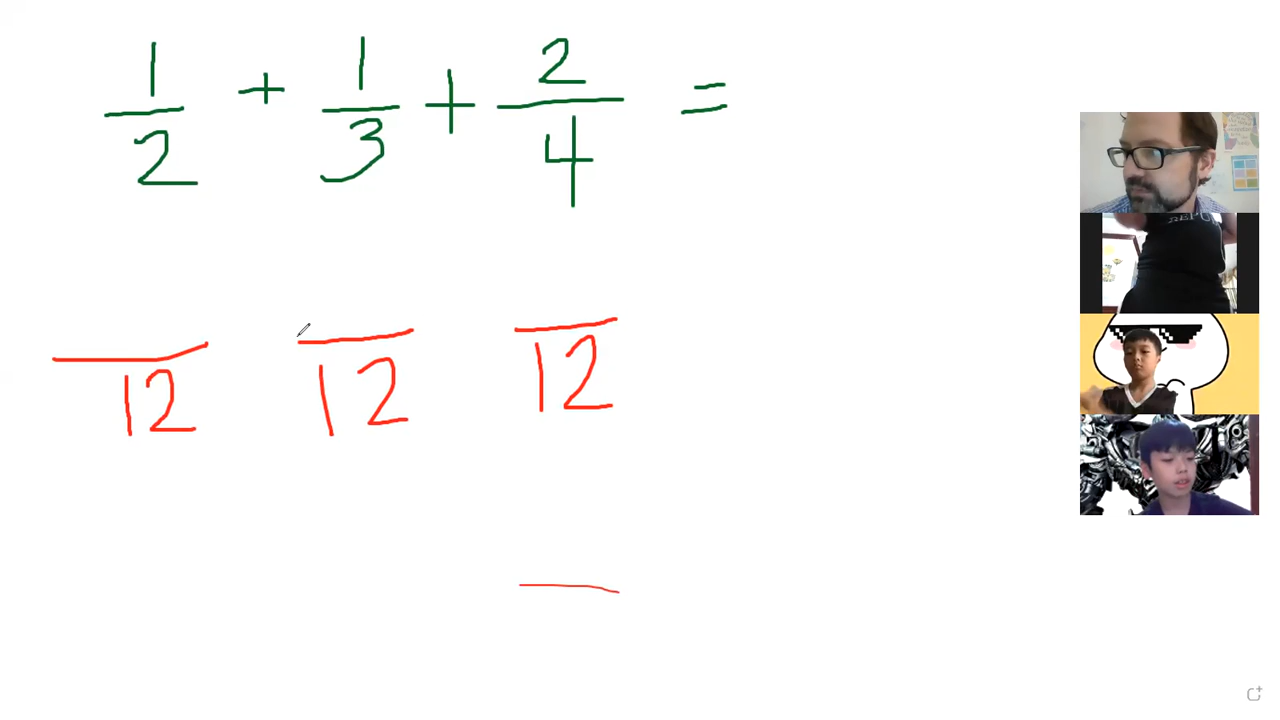 1/2 + 1/3 + 2/4 =
/12 /12 /12